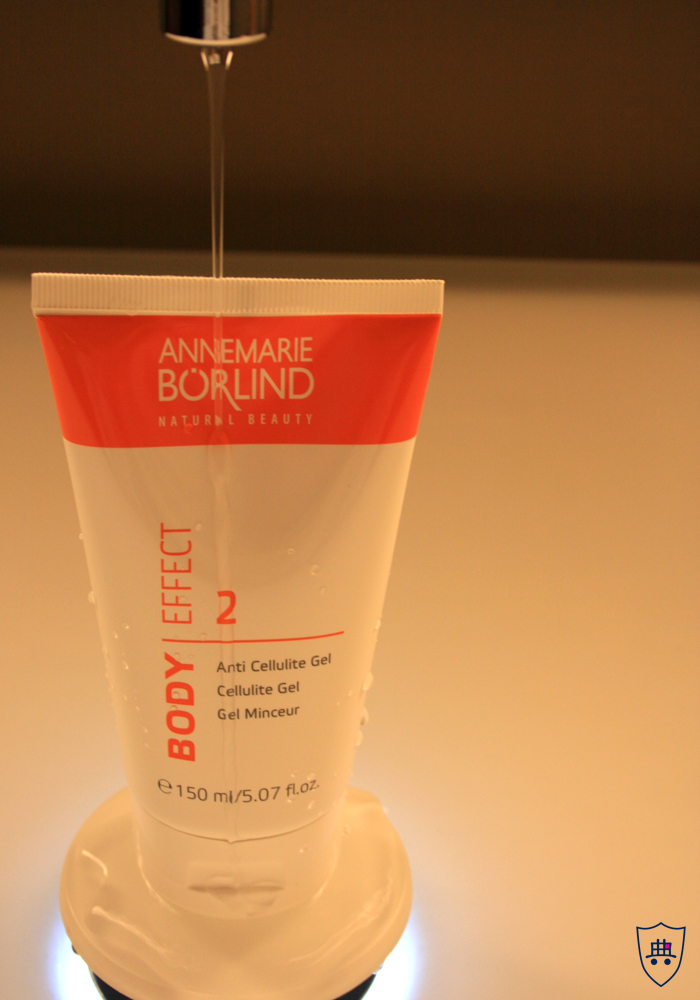 ANNEMARIE
BÖRLIND
NATURAL BEAUTY
BODY | EFFECT
2
Anti Cellulite Gel
Cellulite Gel
Gel Minceur
℮150 ml/5.07 fl.oz.